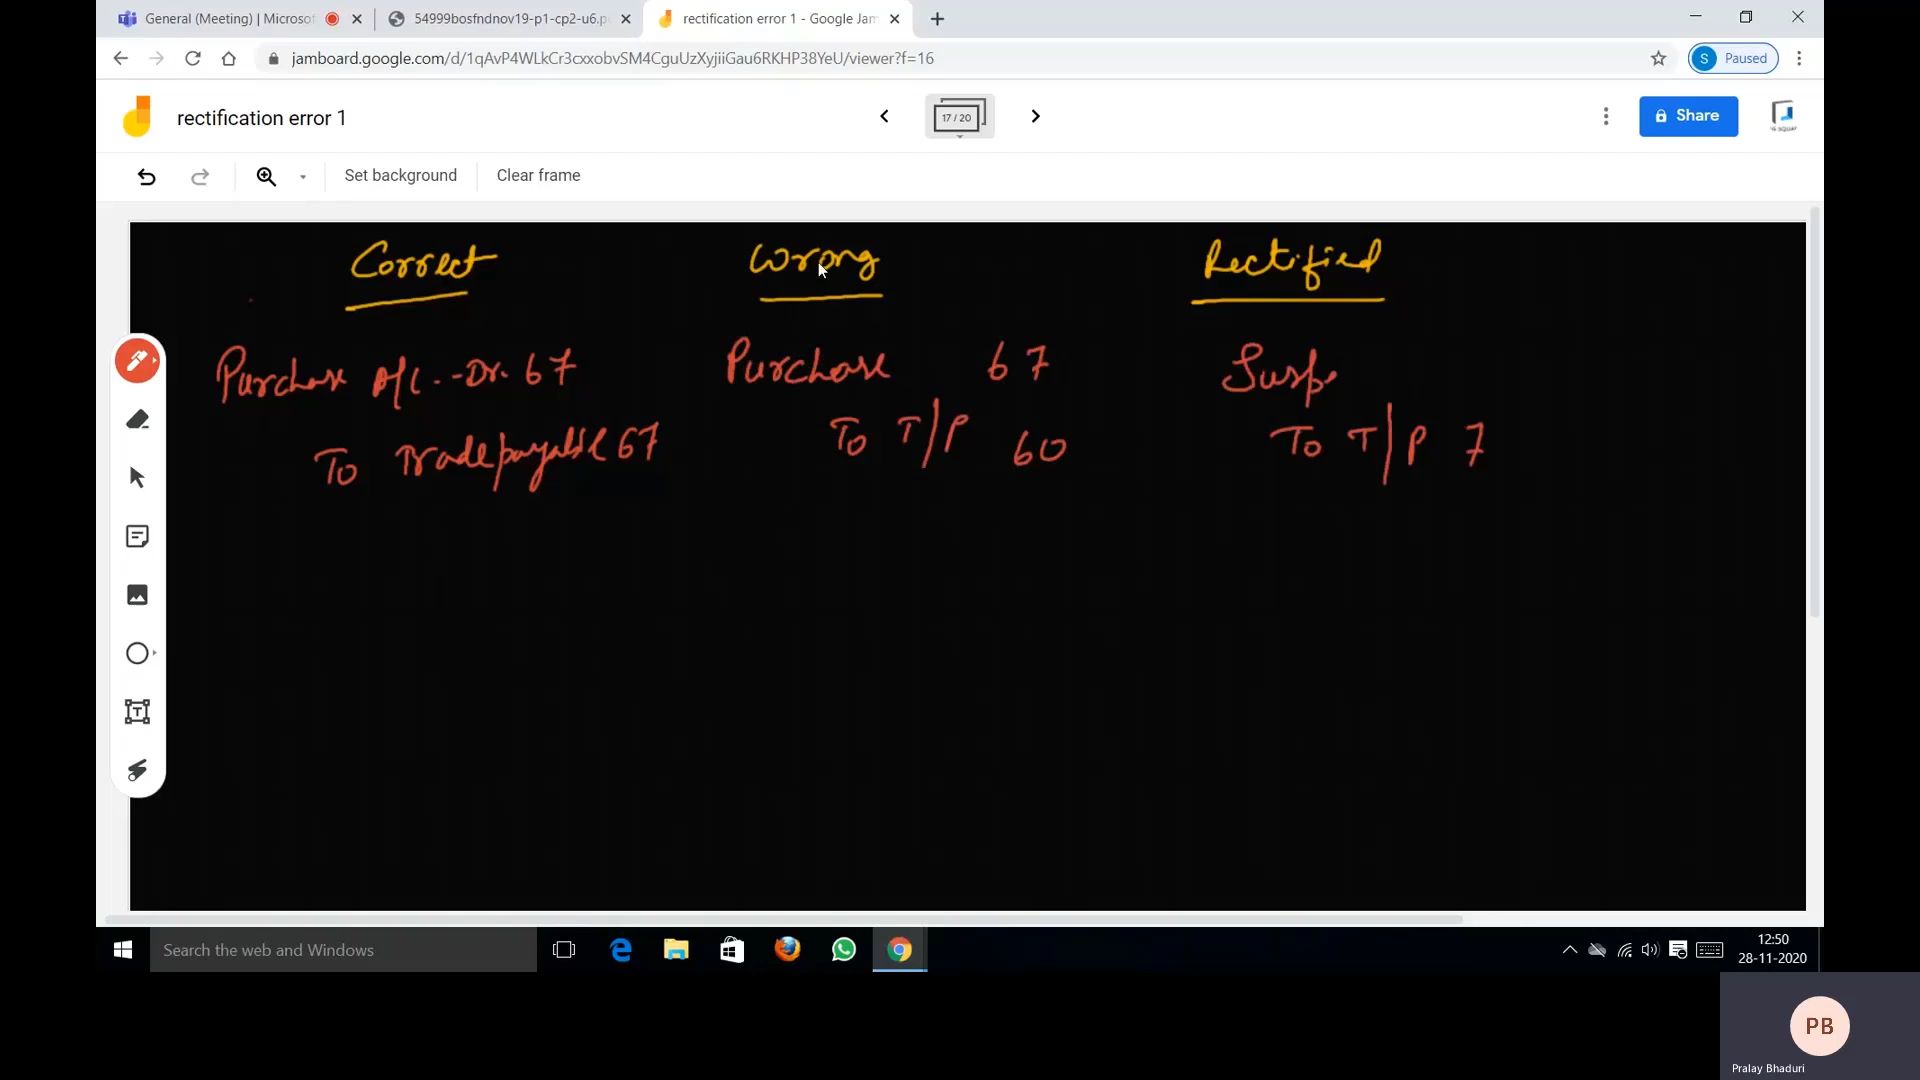 General (Meeting) | Microsof
54999bosfndnov19-p1-cp2-u6.p
rectification error 1 - Google Jam
jamboard.google.com/d/1qAvP4WLkCr3cxxobvSM4CguUzXyjiiGau6RKHP38YeU/viewer?f=16
S Paused
rectification error 1
17 / 20
Share
Set background
Clear frame
Correct
Wrong
Rectified
Purchase A/c.--Dr. 67
Purchase 67
Susp.
To Tradepayable 67
To T/P 60
To T/P 7
Search the web and Windows
12:50
28-11-2020
PB
Pralay Bhaduri